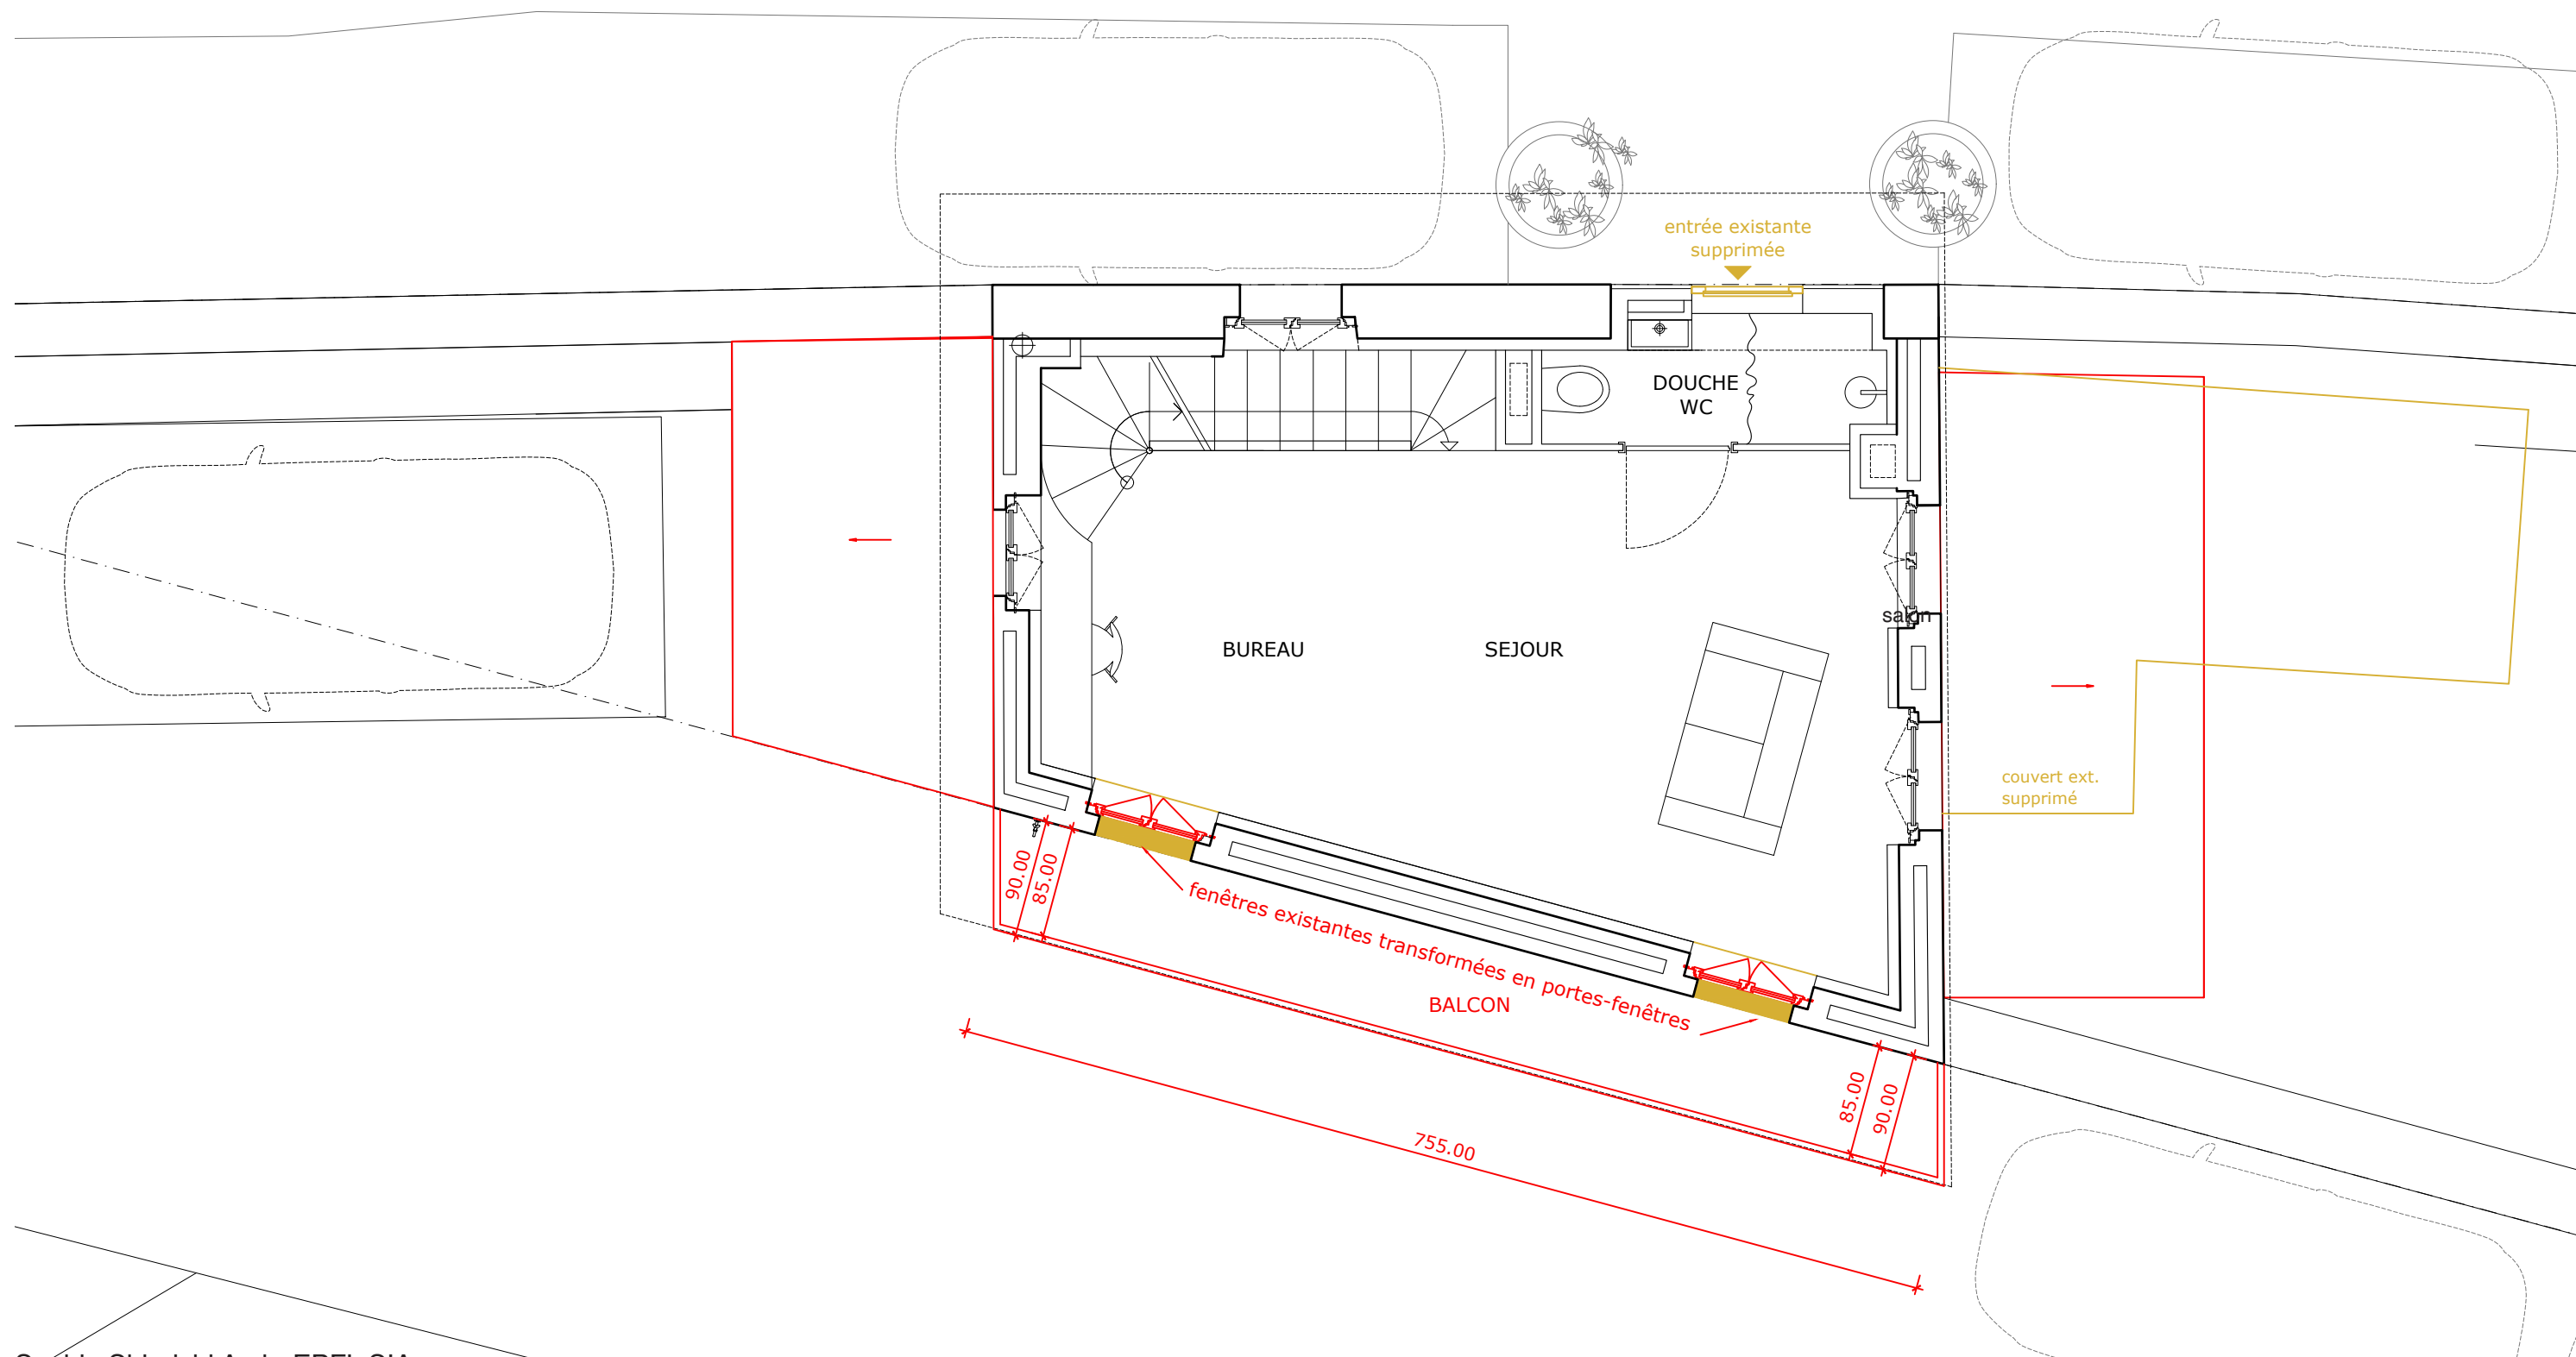 entrée existante
supprimée
DOUCHE
WC
salon
BUREAU
SEJOUR
couvert ext.
supprimé
90.00
85.00
fenêtres existantes transformées en portes-fenêtres
BALCON
85.00
90.00
755.00